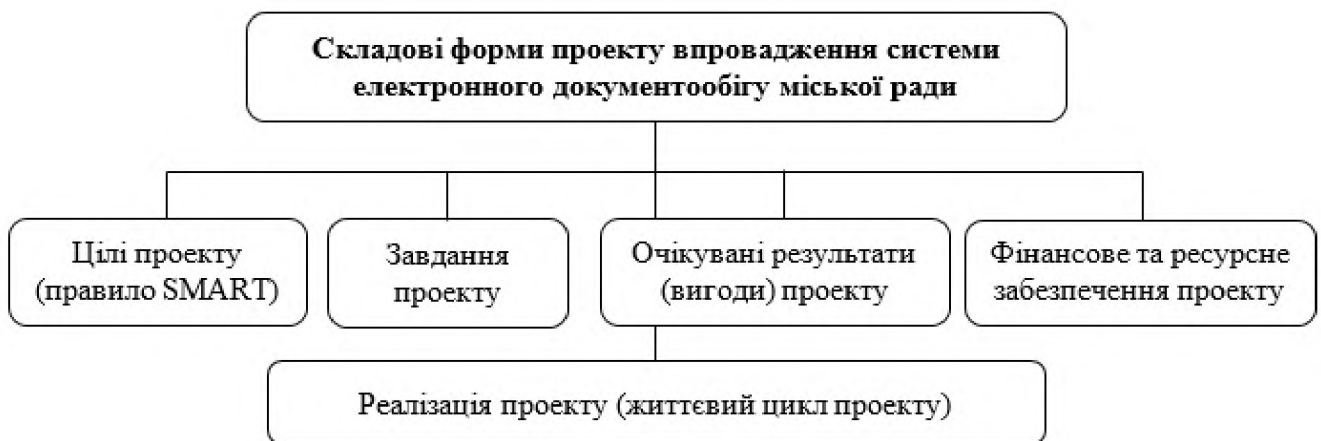 Складові форми проекту впровадження системи
електронного документообігу міської ради
Цілі проекту
(правило SMART)
Завдання
проекту
Очікувані результати
(вигоди) проекту
Фінансове та ресурсне
забезпечення проекту
Реалізація проекту (життєвий цикл проекту)